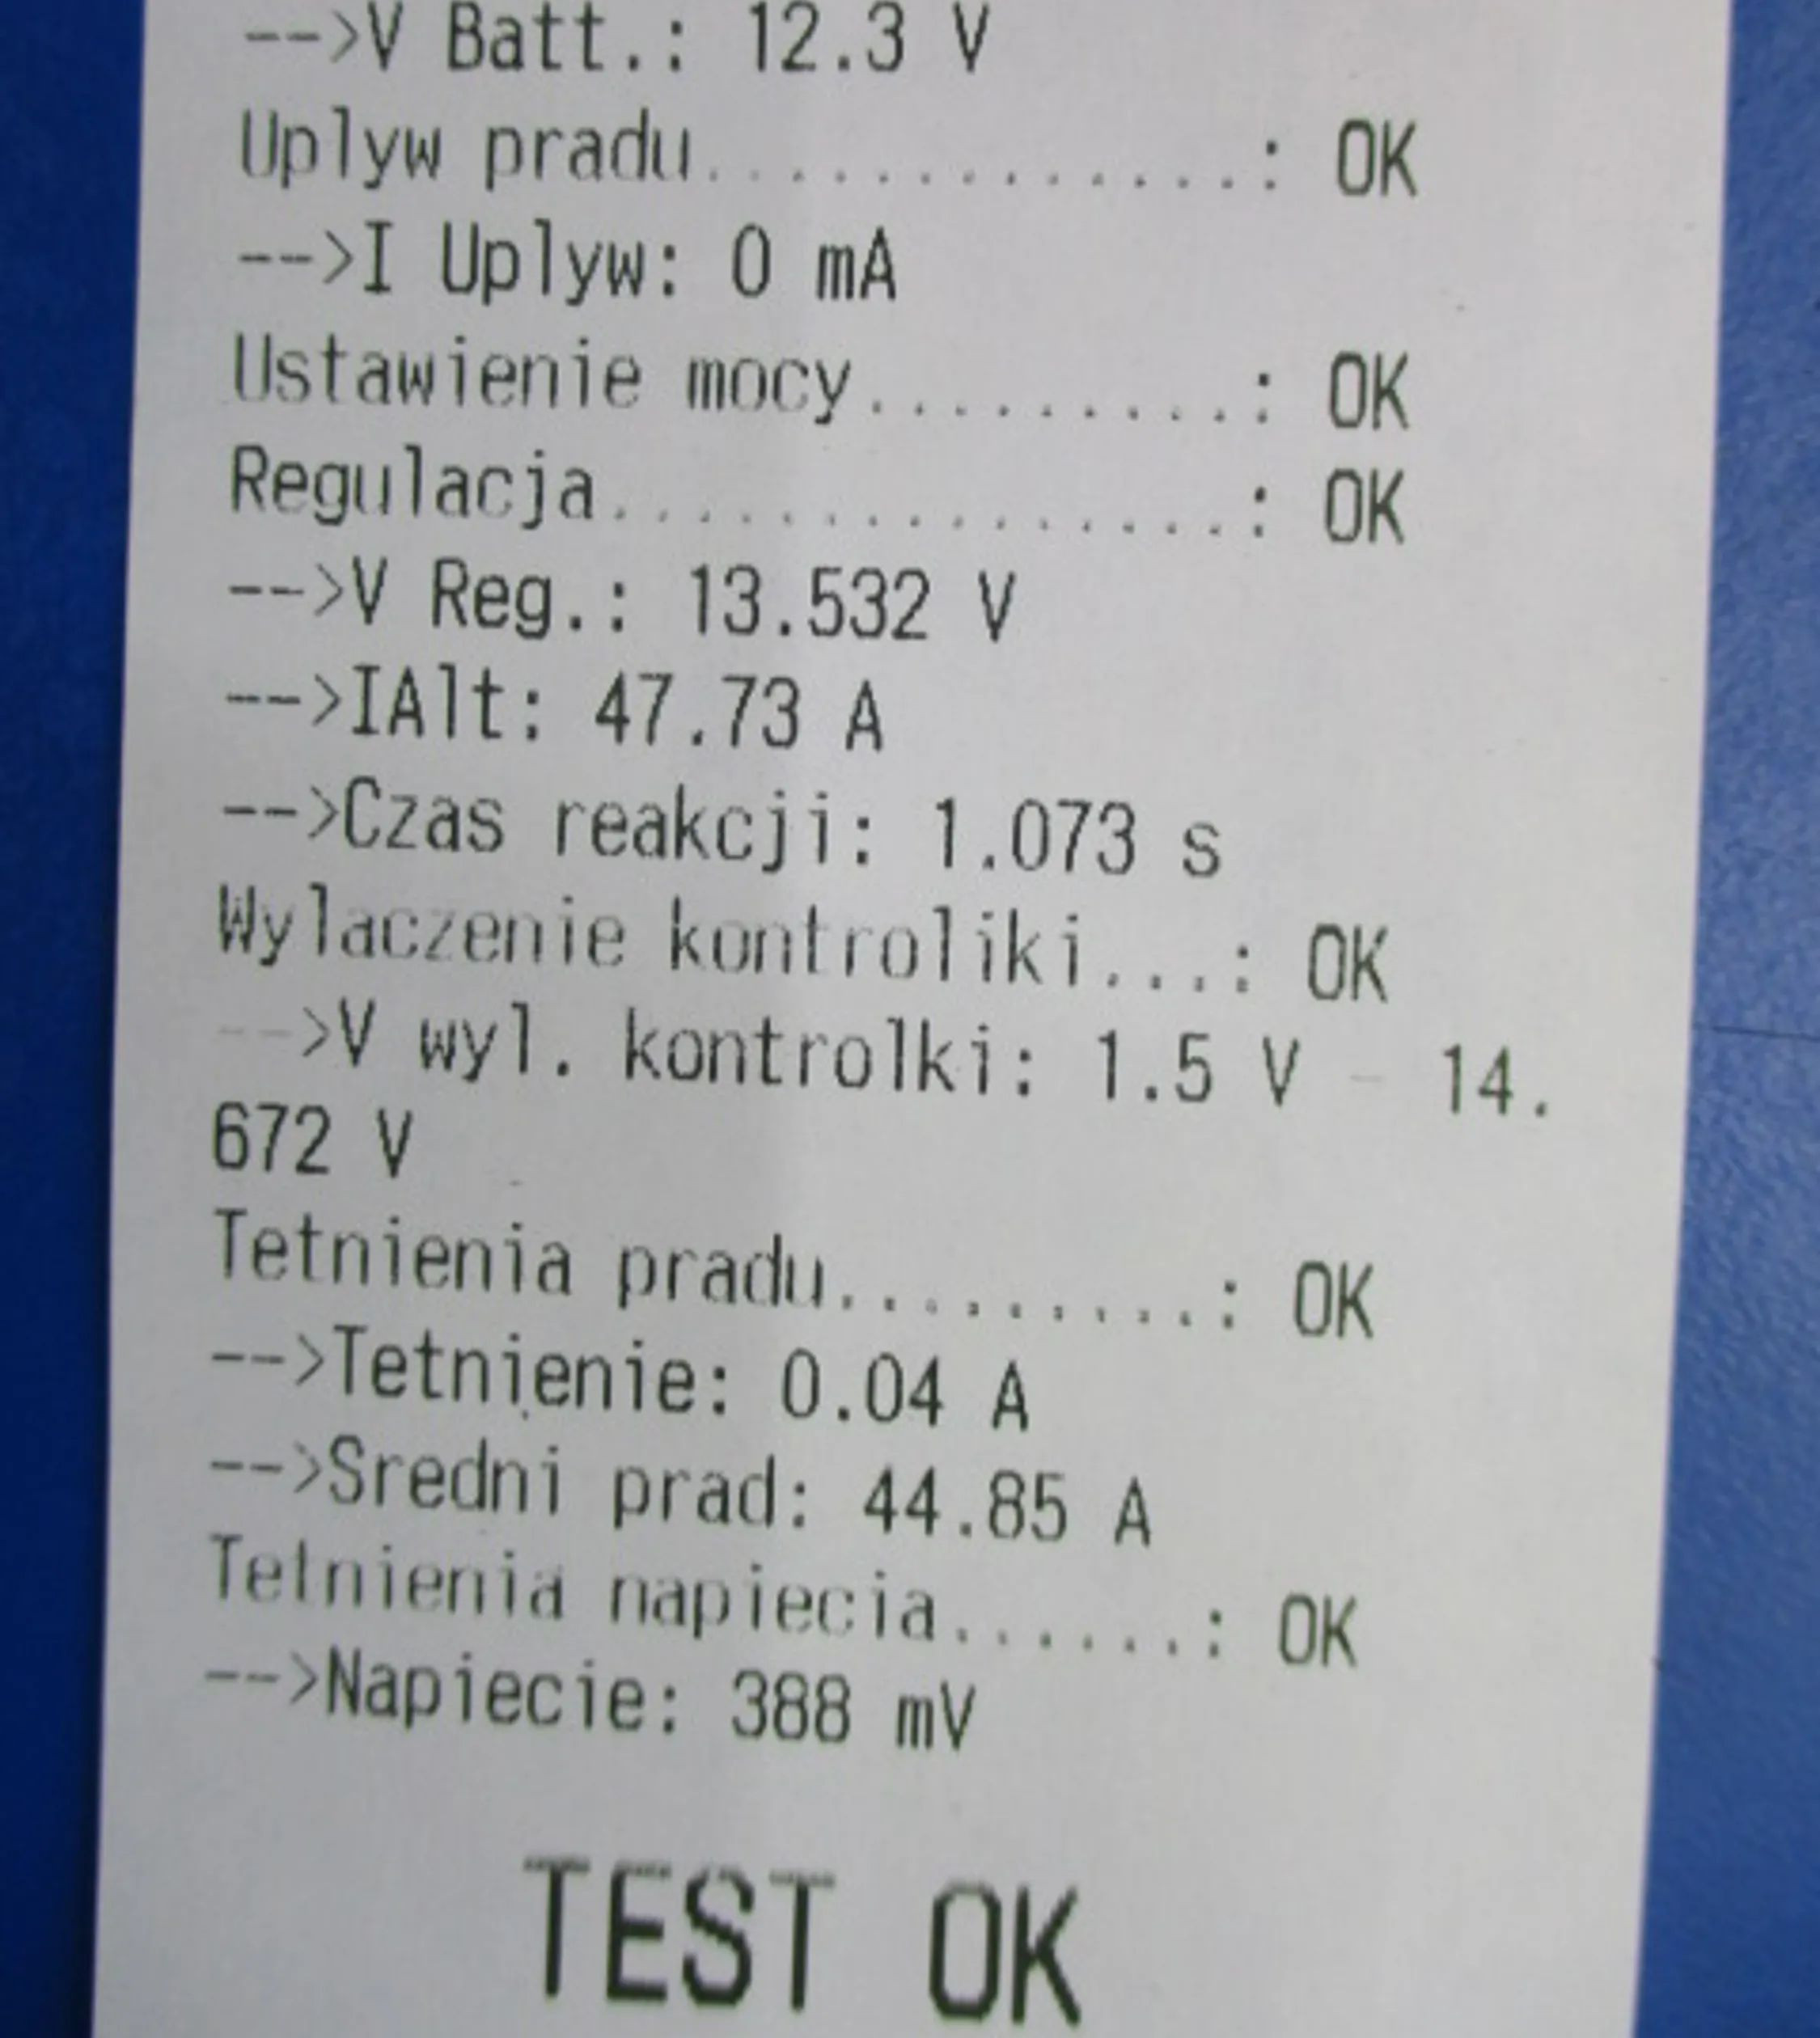 -->V Batt.: 12.3 V
Uplyw pradu.............: OK
-->I Uplyw: 0 mA
Ustawienie mocy.........: OK
Regulacja...............: OK
-->V Reg.: 13.532 V
-->IAlt: 47.73 A
-->Czas reakcji: 1.073 s
Wylaczenie kontroliki...: OK
-->V wyl. kontrolki: 1.5 V - 14.
672 V
Tetnienia pradu.........: OK
-->Tetnienie: 0.04 A
-->Sredni prad: 44.85 A
Tetnienia napiecia......: OK
-->Napiecie: 388 mV
TEST OK